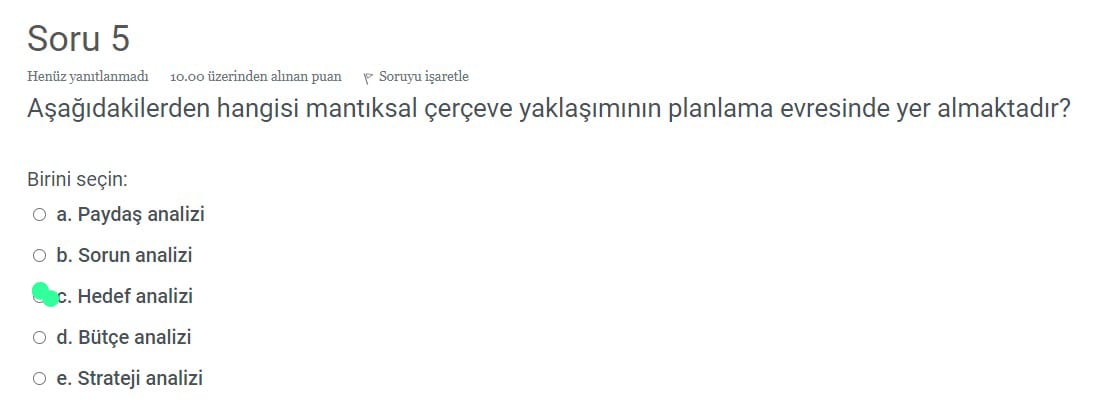 Soru 5
Henüz yanıtlanmadı 10.00 üzerinden alınan puan Soruyu işaretle
Aşağıdakilerden hangisi mantıksal çerçeve yaklaşımının planlama evresinde yer almaktadır?
Birini seçin:
a. Paydaş analizi
b. Sorun analizi
c. Hedef analizi
d. Bütçe analizi
e. Strateji analizi